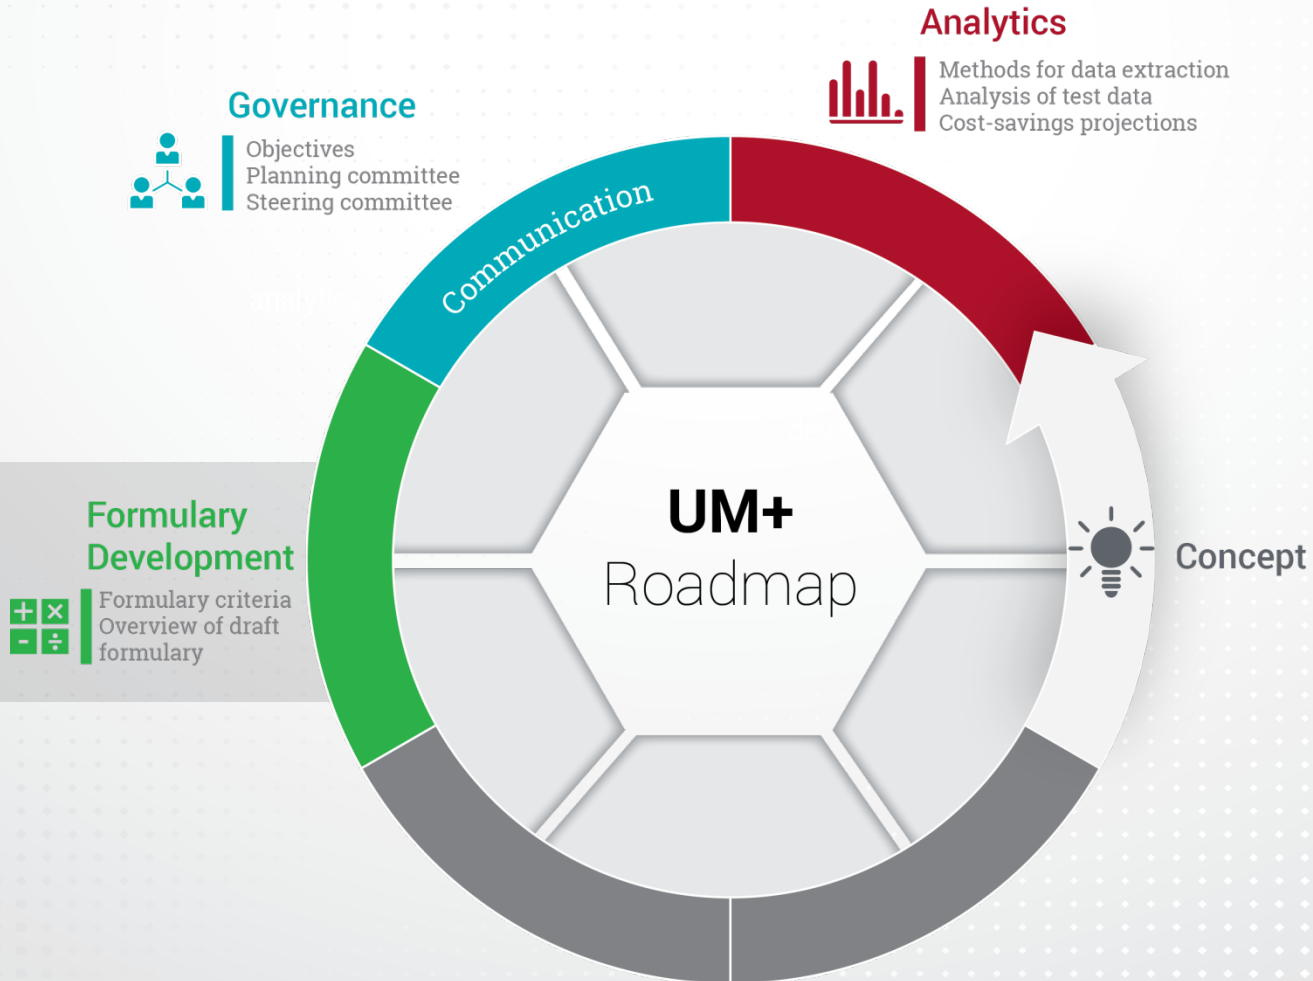 Analytics
Methods for data extraction
Analysis of test data
Cost-savings projections
Governance
Objectives
Planning committee
Steering committee
Communication
Formulary
Development
Formulary criteria
Overview of draft
formulary
UM+
Roadmap
Concept